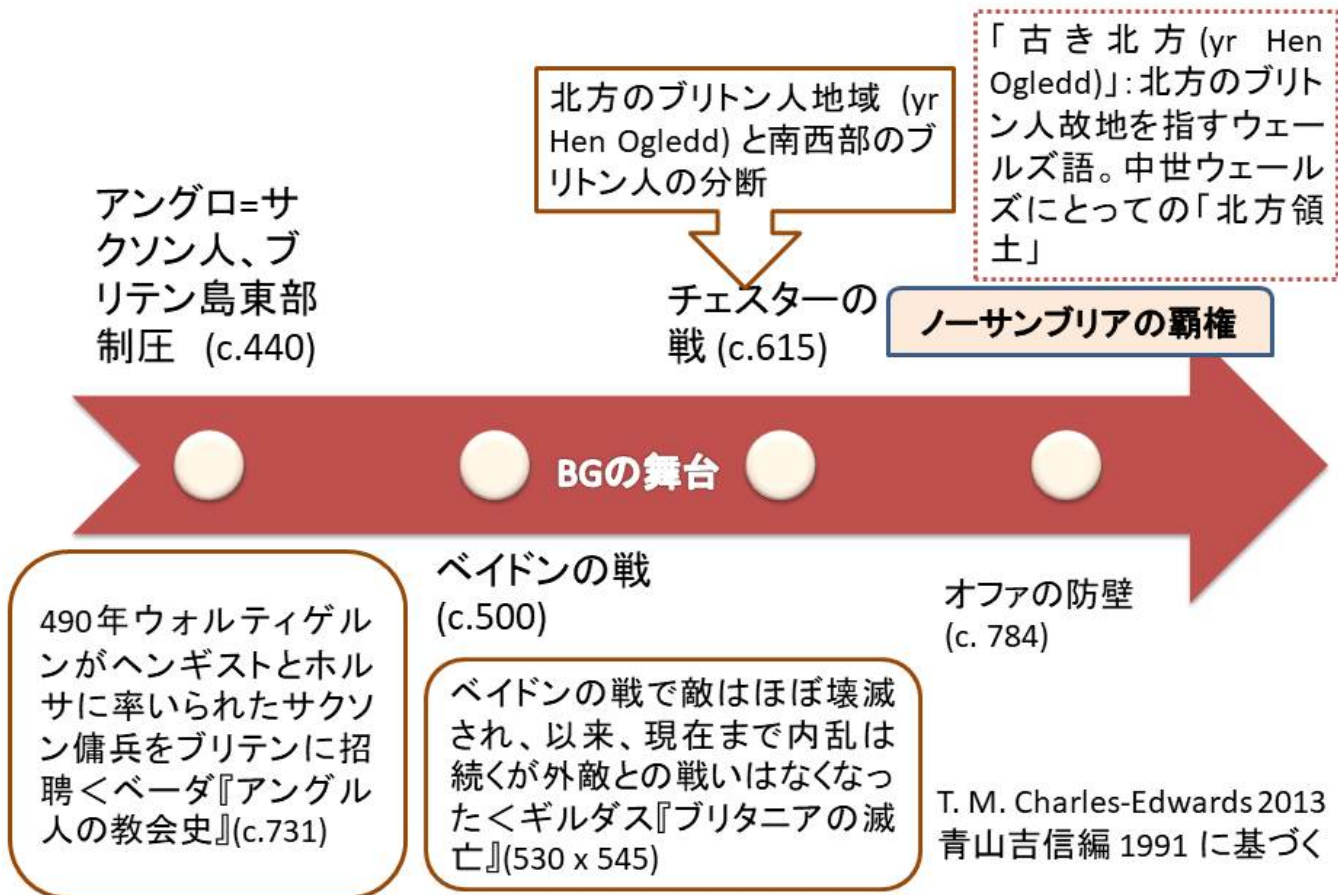 「古き北方(yr Hen
Ogledd)」:北方のブリト
ン人故地を指すウェー
ルズ語。中世ウェール
ズにとっての「北方領
土」
北方のブリトン人地域 (yr
Hen Ogledd) と南西部のブ
リトン人の分断
アングロ=サ
クソン人、ブ
リテン島東部
制圧 (c.440)
チェスターの
戦 (c.615)
ノーサンブリアの覇権
BGの舞台
ベイドンの戦
(c.500)
オファの防壁
(c. 784)
490年ウォルティゲル
ンがヘンギストとホル
サに率いられたサクソ
ン傭兵をブリテンに招
聘<ベーダ『アングル
人の教会史』(c.731)
ベイドンの戦で敵はほぼ壊滅
され、以来、現在まで内乱は
続くが外敵との戦いはなくなっ
た<ギルダス『ブリタニアの滅
亡』(530 x 545)
T. M. Charles-Edwards 2013
青山吉信編 1991 に基づく